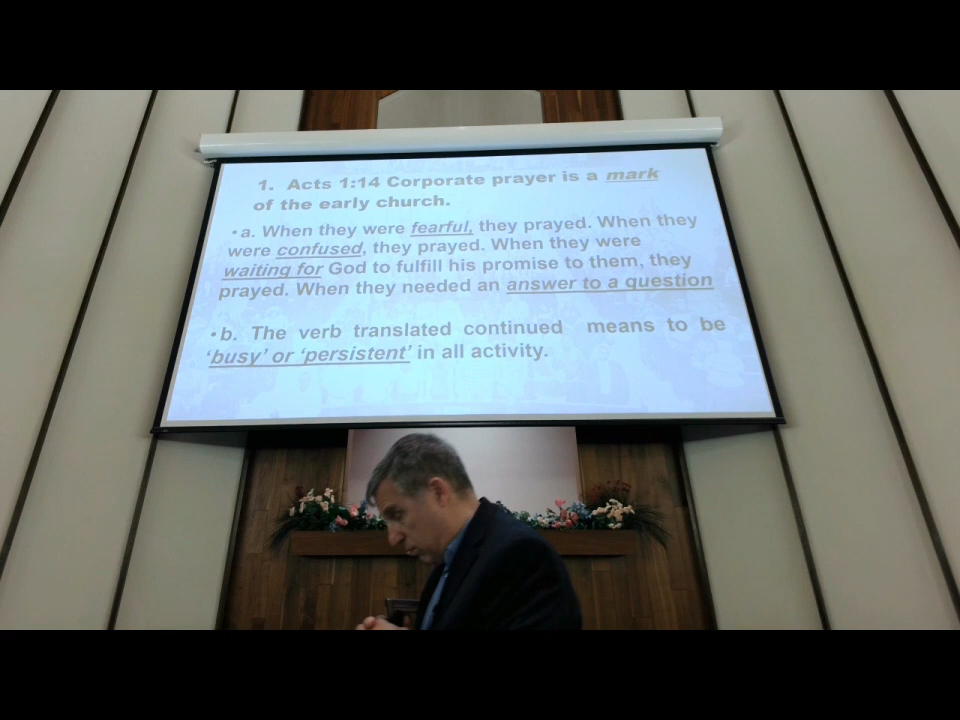 1. Acts 1:14 Corporate prayer is a mark
of the early church.
• a. When they were fearful, they prayed. When they
were confused, they prayed. When they were
waiting for God to fulfill his promise to them, they
prayed. When they needed an answer to a question
• b. The verb translated continued means to be
‘busy’ or ‘persistent’ in all activity.